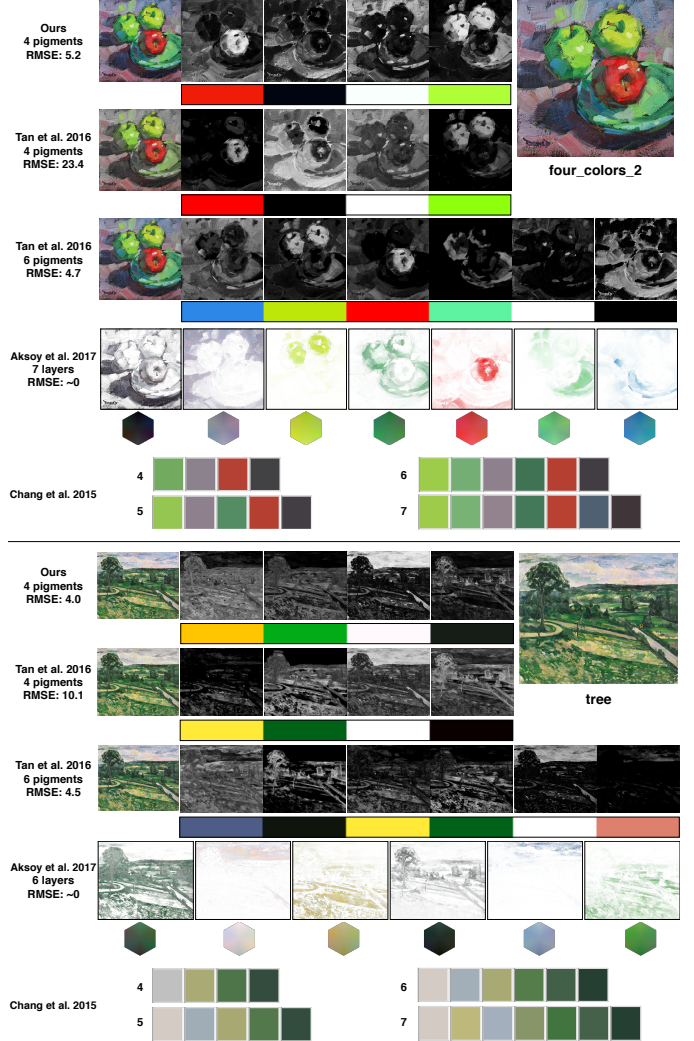 Ours
4 pigments
RMSE: 5.2
Tan et al. 2016
4 pigments
RMSE: 23.4
four_colors_2
Tan et al. 2016
6 pigments
RMSE: 4.7
Aksoy et al. 2017
7 layers
RMSE: ~0
Chang et al. 2015
4
5
6
7
Ours
4 pigments
RMSE: 4.0
Tan et al. 2016
4 pigments
RMSE: 10.1
tree
Tan et al. 2016
6 pigments
RMSE: 4.5
Aksoy et al. 2017
6 layers
RMSE: ~0
Chang et al. 2015
4
5
6
7